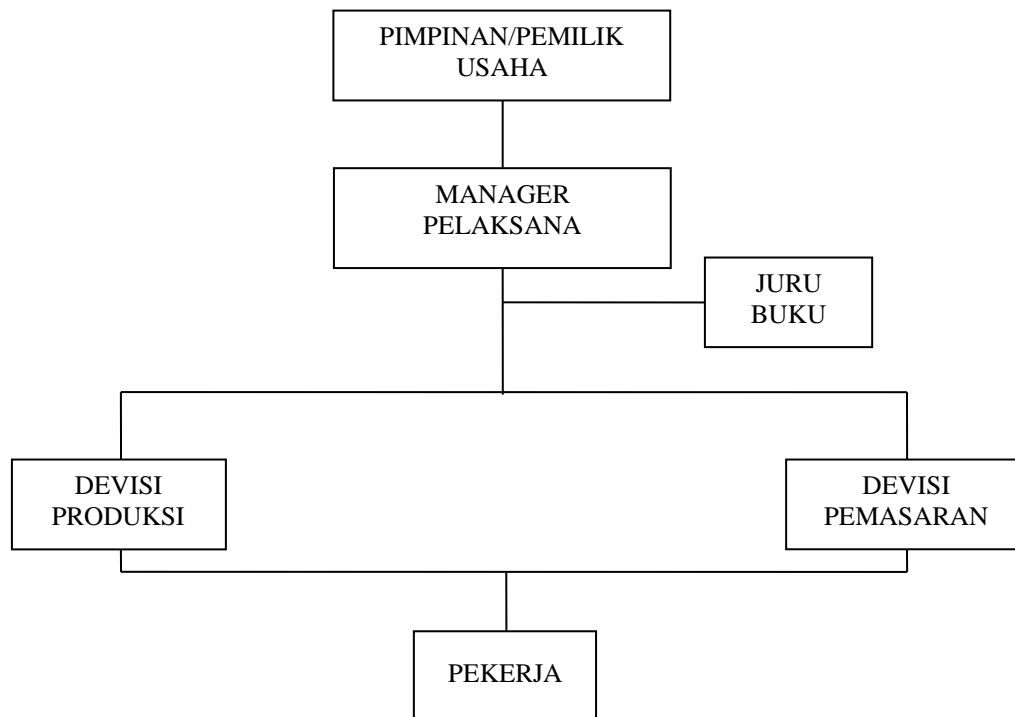 PIMPINAN/PEMILIK
USAHA
MANAGER
PELAKSANA
JURU
BUKU
DEVISI
PRODUKSI
DEVISI
PEMASARAN
PEKERJA